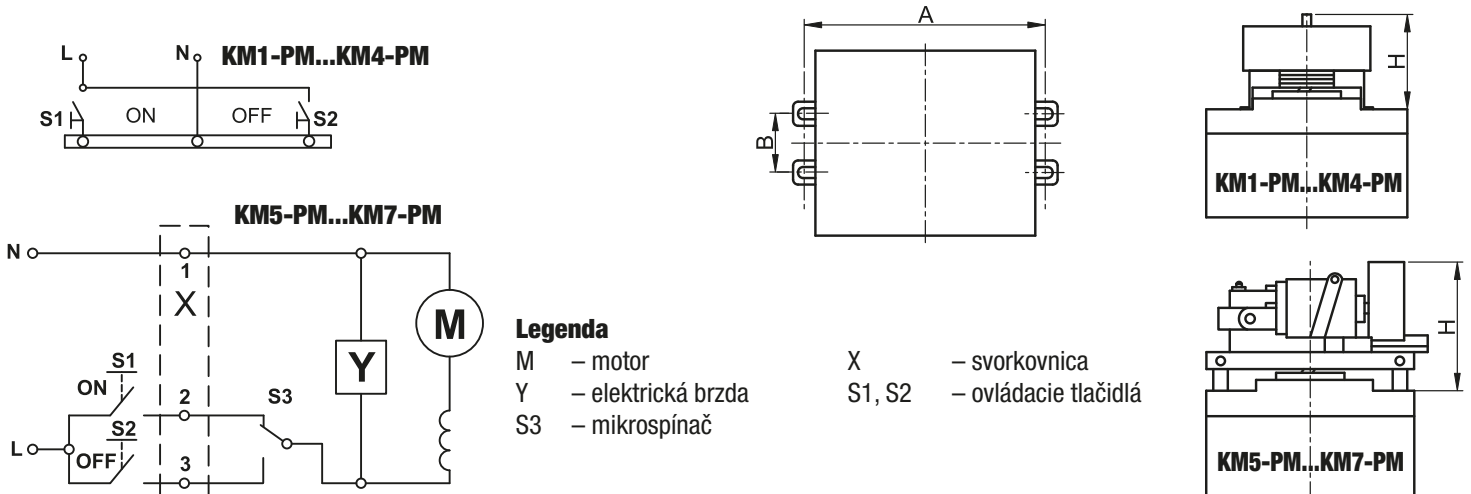 L N KM1-PM...KM4-PM
S1 ON OFF S2
KM5-PM...KM7-PM
N
1
X
M
Y
S1
ON
2
S3
S2
L
OFF
3
Legenda
M – motor
Y – elektrická brzda
S3 – mikrospínač
X – svorkovnica
S1, S2 – ovládacie tlačidlá
A
B
H
KM1-PM...KM4-PM
H
KM5-PM...KM7-PM